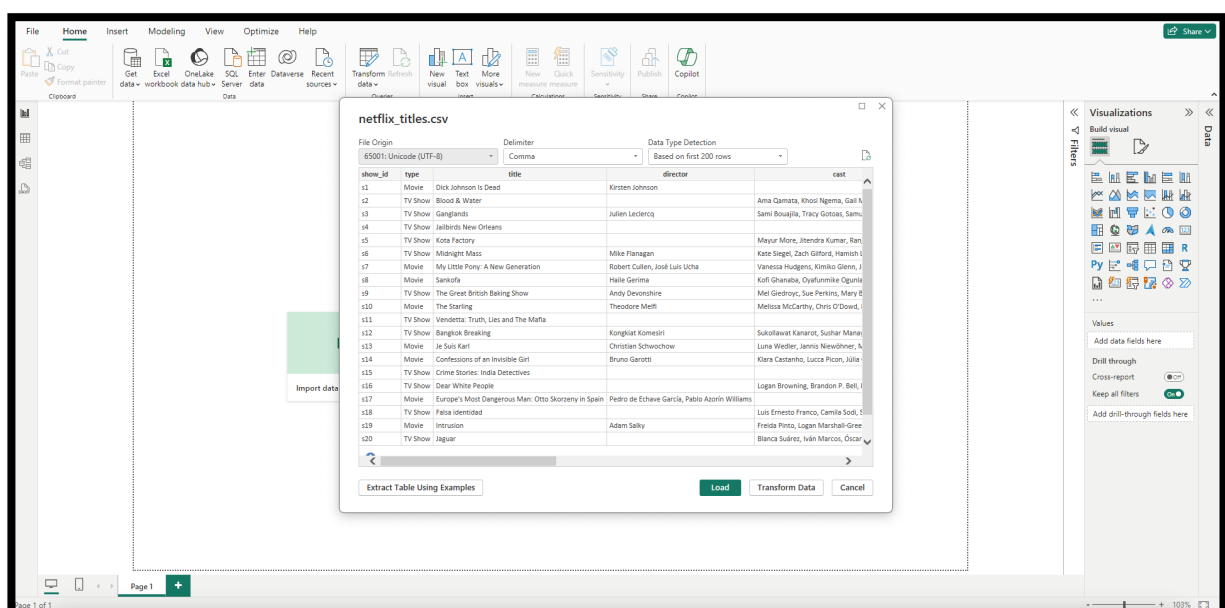 File Home Insert Modeling View Optimize Help Share
Paste
Cut
Copy
Format painter
Clipboard
Get data
Excel workbook
OneLake data hub
SQL Server
Enter data
Dataverse
Recent sources
Data
Transform data
Refresh
Queries
New visual
Text box
More visuals
Insert
New measure
Quick measure
Calculations
Sensitivity
Sensitivity
Publish
Share
Copilot
Copilot
netflix_titles.csv
File Origin Delimiter Data Type Detection
65001: Unicode (UTF-8) Comma Based on first 200 rows
show_id type title director cast
s1 Movie Dick Johnson Is Dead Kirsten Johnson
s2 TV Show Blood & Water Ama Qamata, Khosi Ngema, Gail M
s3 TV Show Ganglands Julien Leclercq Sami Bouajila, Tracy Gotoas, Samu
s4 TV Show Jailbirds New Orleans
s5 TV Show Kota Factory Mayur More, Jitendra Kumar, Ran
s6 TV Show Midnight Mass Mike Flanagan Kate Siegel, Zach Gilford, Hamish L
s7 Movie My Little Pony: A New Generation Robert Cullen, José Luis Ucha Vanessa Hudgens, Kimiko Glenn, J
s8 Movie Sankofa Haile Gerima Kofi Ghanaba, Oyafunmike Ogunla
s9 TV Show The Great British Baking Show Andy Devonshire Mel Giedroyc, Sue Perkins, Mary B
s10 Movie The Starling Theodore Melfi Melissa McCarthy, Chris O'Dowd,
s11 TV Show Vendetta: Truth, Lies and The Mafia
s12 TV Show Bangkok Breaking Kongkiat Komesiri Sukollawat Kanarot, Sushar Manay
s13 Movie Je Suis Karl Christian Schwochow Luna Wedler, Jannis Niewöhner, M
s14 Movie Confessions of an Invisible Girl Bruno Garotti Klara Castanho, Lucca Picon, Júlia
s15 TV Show Crime Stories: India Detectives
s16 TV Show Dear White People Logan Browning, Brandon P. Bell,
s17 Movie Europe's Most Dangerous Man: Otto Skorzeny in Spain Pedro de Echave García, Pablo Azorín Williams
s18 TV Show Falsa identidad Luis Ernesto Franco, Camila Sodi, S
s19 Movie Intrusion Adam Salky Freida Pinto, Logan Marshall-Gree
s20 TV Show Jaguar Blanca Suárez, Iván Marcos, Óscar
Extract Table Using Examples Load Transform Data Cancel
Import data
Filters
Visualizations
Build visual
R
Py
Values
Add data fields here
Drill through
Cross-report Off
Keep all filters On
Add drill-through fields here
Data
Page 1
Page 1 of 1
103%